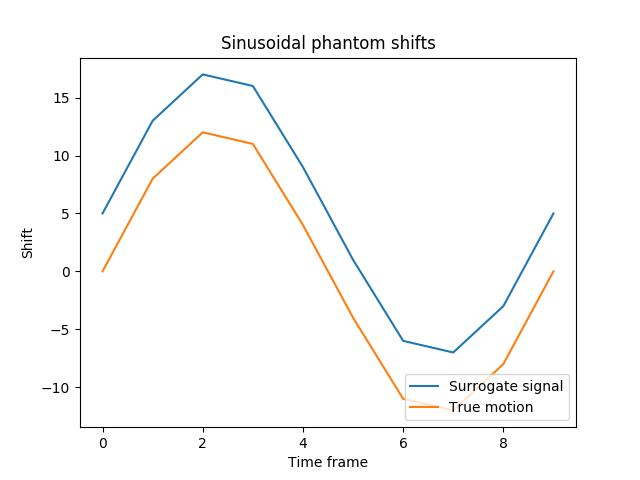 Sinusoidal phantom shifts
15
10
5
0
−5
−10
Shift
0 2 4 6 8
Time frame
Surrogate signal
True motion